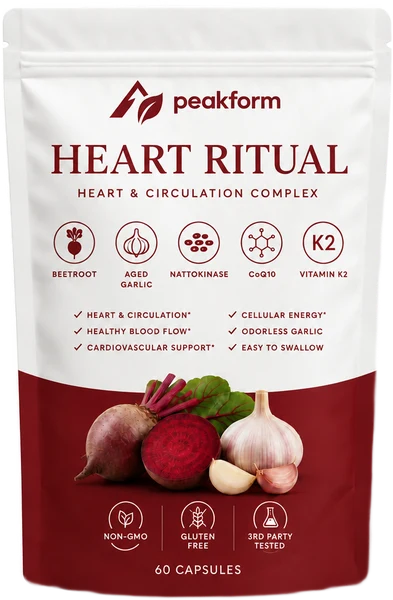 peakform
HEART RITUAL
HEART & CIRCULATION COMPLEX
K2
BEETROOT
AGED
GARLIC
NATTOKINASE
CoQ10
VITAMIN K2
HEART & CIRCULATION*
HEALTHY BLOOD FLOW*
CARDIOVASCULAR SUPPORT*
CELLULAR ENERGY*
ODORLESS GARLIC
EASY TO SWALLOW
NON-GMO
GLUTEN
FREE
3RD PARTY
TESTED
60 CAPSULES